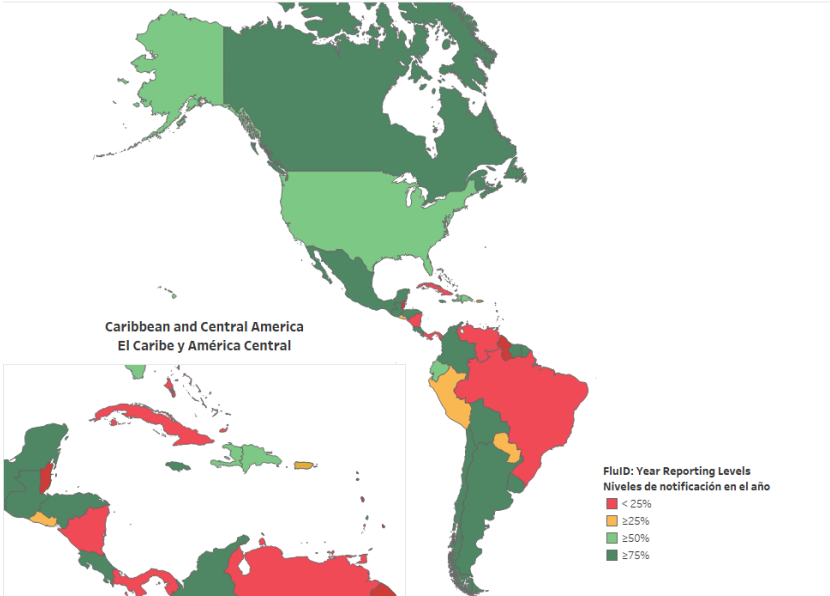 Caribbean and Central America
El Caribe y América Central
FluID: Year Reporting Levels
Niveles de notificación en el año
< 25%
≥25%
≥50%
≥75%